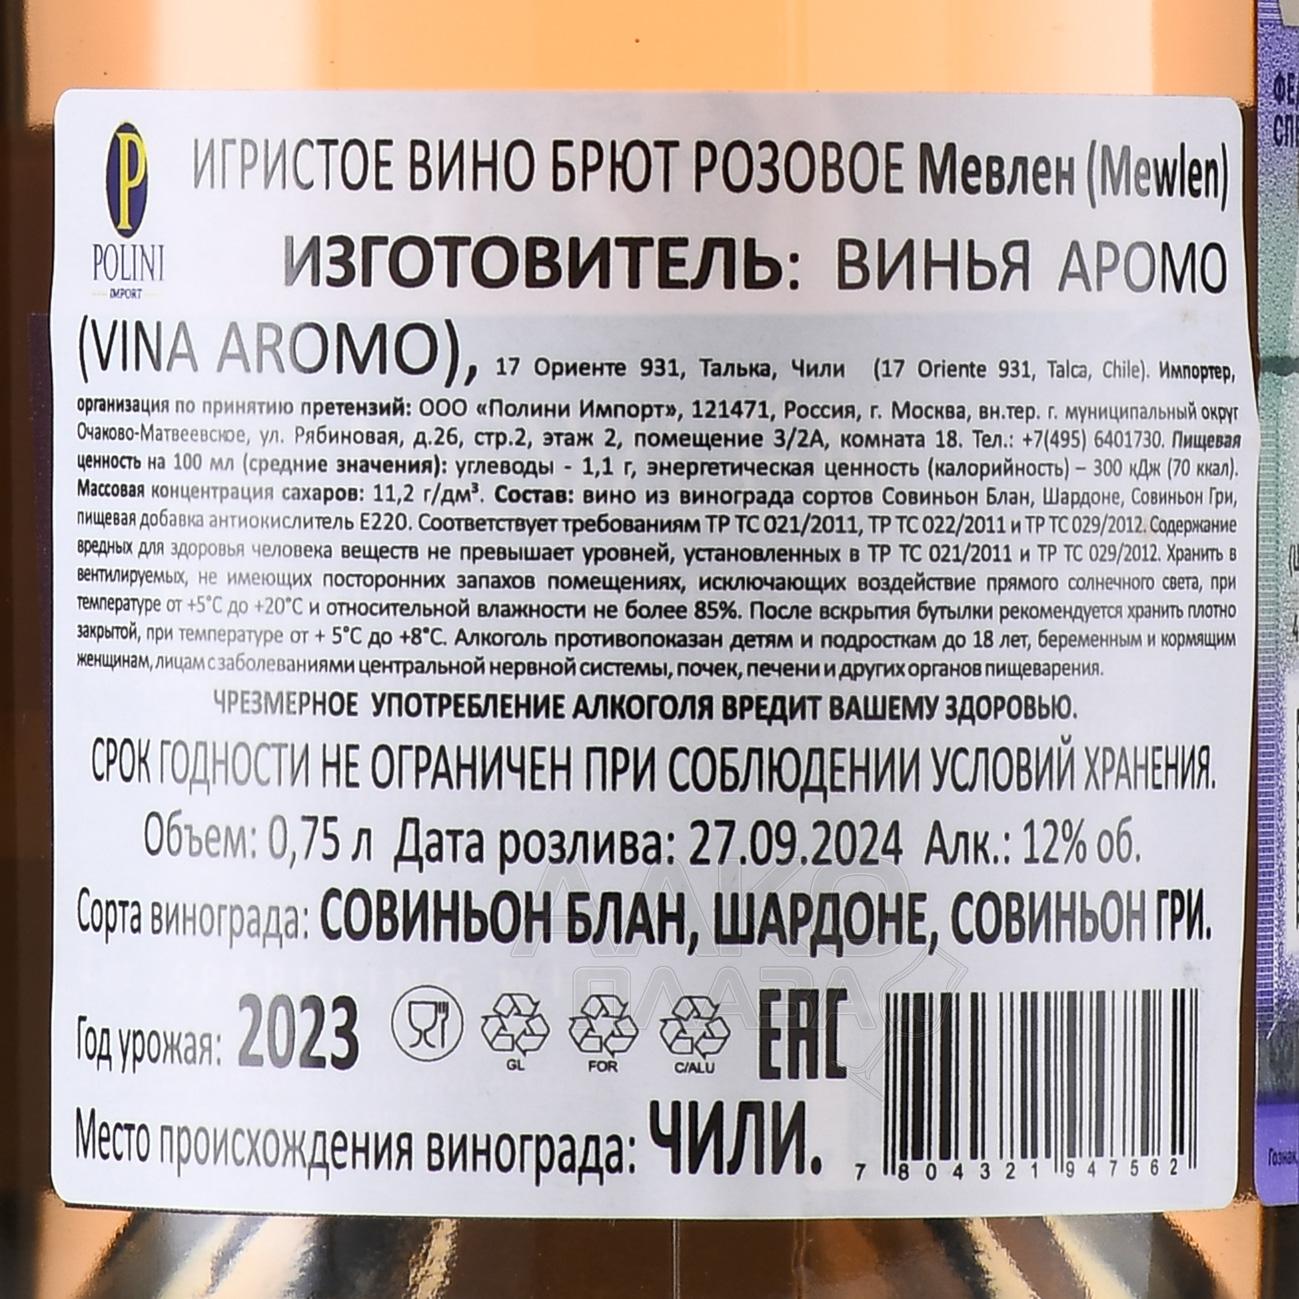 POLINI
IMPORT
ИГРИСТОЕ ВИНО БРЮТ РОЗОВОЕ Мевлен (Mewlen)
ИЗГОТОВИТЕЛЬ: ВИНЬЯ АРОМО
(VINA AROMO), 17 Ориенте 931, Талька, Чили (17 Oriente 931, Talca, Chile). Импортер,
организация по принятию претензий: ООО «Полини Импорт», 121471, Россия, г. Москва, вн.тер. г. муниципальный округ
Очаково-Матвеевское, ул. Рябиновая, д.26, стр.2, этаж 2, помещение 3/2А, комната 18. Тел.: +7(495) 6401730. Пищевая
ценность на 100 мл (средние значения): углеводы - 1,1 г, энергетическая ценность (калорийность) – 300 кДж (70 ккал).
Массовая концентрация сахаров: 11,2 г/дм³. Состав: вино из винограда сортов Совиньон Блан, Шардоне, Совиньон Гри,
пищевая добавка антиокислитель Е220. Соответствует требованиям ТР ТС 021/2011, ТР ТС 022/2011 и ТР ТС 029/2012. Содержание
вредных для здоровья человека веществ не превышает уровней, установленных в ТР ТС 021/2011 и ТР ТС 029/2012. Хранить в
вентилируемых, не имеющих посторонних запахов помещениях, исключающих воздействие прямого солнечного света, при
температуре от +5°С до +20°С и относительной влажности не более 85%. После вскрытия бутылки рекомендуется хранить плотно
закрытой, при температуре от + 5°С до +8°С. Алкоголь противопоказан детям и подросткам до 18 лет, беременным и кормящим
женщинам, лицам с заболеваниями центральной нервной системы, почек, печени и других органов пищеварения.
ЧРЕЗМЕРНОЕ УПОТРЕБЛЕНИЕ АЛКОГОЛЯ ВРЕДИТ ВАШЕМУ ЗДОРОВЬЮ.
СРОК ГОДНОСТИ НЕ ОГРАНИЧЕН ПРИ СОБЛЮДЕНИИ УСЛОВИЙ ХРАНЕНИЯ.
Объем: 0,75 л Дата розлива: 27.09.2024 Алк.: 12% об.
Сорта винограда: СОВИНЬОН БЛАН, ШАРДОНЕ, СОВИНЬОН ГРИ.
Год урожая: 2023
GL FOR C/ALU
EAC
Место происхождения винограда: ЧИЛИ.
7 804321 947562
АЛКО
ПЛАЗА